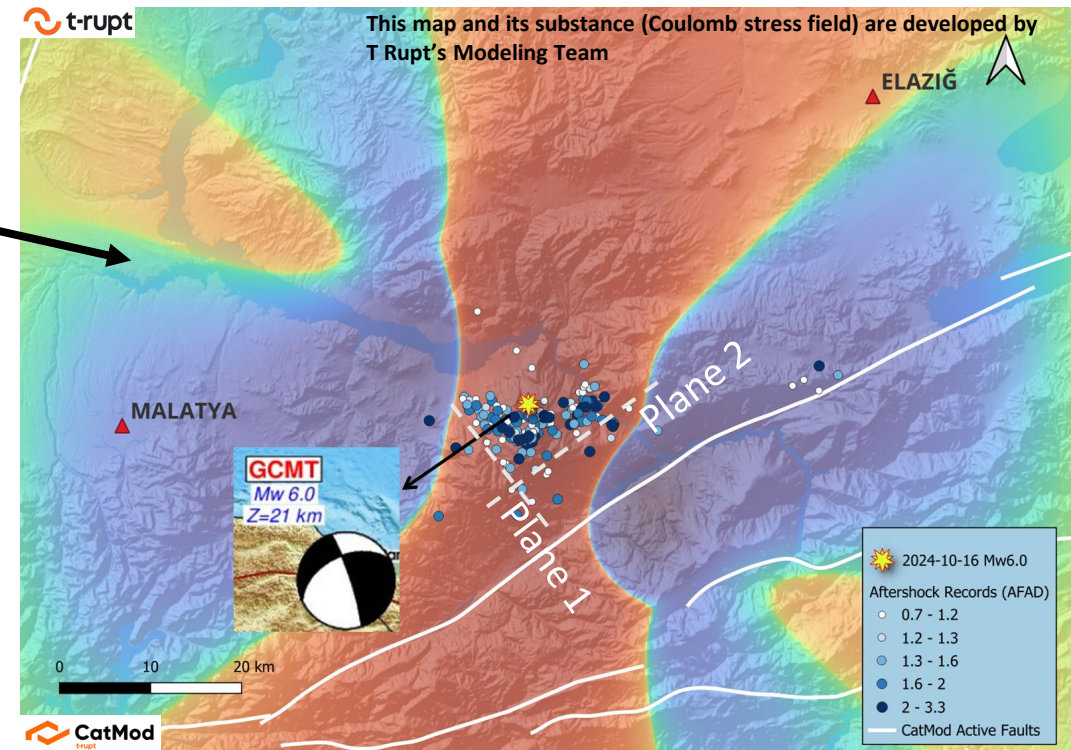 t-rupt
This map and its substance (Coulomb stress field) are developed by
T Rupt's Modeling Team
ELAZIĞ
MALATYA
Plane 2
Plane 1
GCMT
Mw 6.0
Z=21 km
2024-10-16 Mw6.0
Aftershock Records (AFAD)
0.7 - 1.2
1.2 - 1.3
1.3 - 1.6
1.6 - 2
2 - 3.3
CatMod Active Faults
0 10 20 km
CatMod
t-rupt